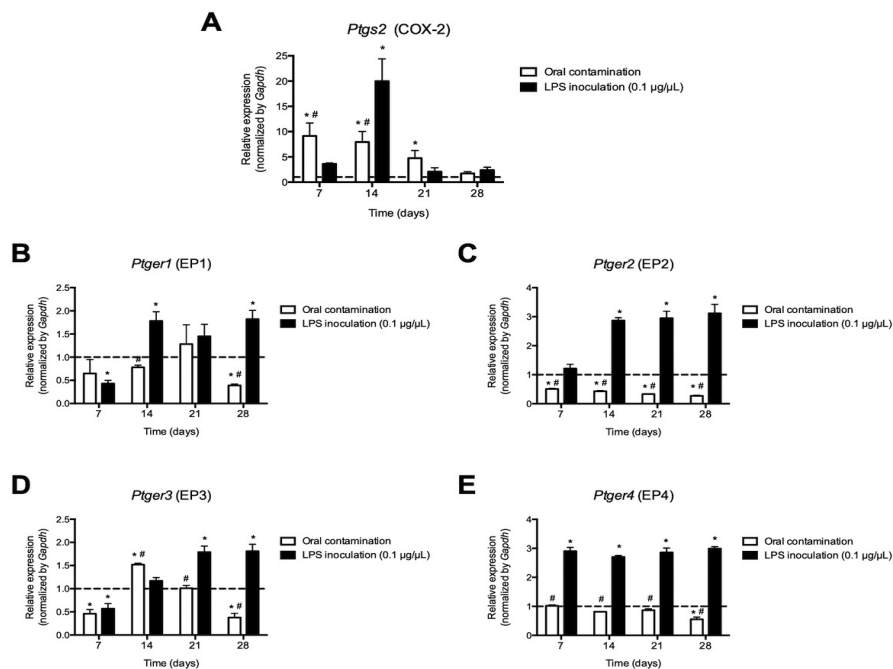 A
Ptgs2 (COX-2)
Relative expression
(normalized by Gapdh)
25
20
15
10
5
0
* #
* #
*
*
7 14 21 28
Time (days)
Oral contamination
LPS inoculation (0.1 µg/µL)
B
Ptger1 (EP1)
Relative expression
(normalized by Gapdh)
2.5
2.0
1.5
1.0
0.5
0.0
*
#
*
* #
*
7 14 21 28
Time (days)
Oral contamination
LPS inoculation (0.1 µg/µL)
C
Ptger2 (EP2)
Relative expression
(normalized by Gapdh)
4
3
2
1
0
* #
* #
*
* #
*
* #
*
7 14 21 28
Time (days)
Oral contamination
LPS inoculation (0.1 µg/µL)
D
Ptger3 (EP3)
Relative expression
(normalized by Gapdh)
2.5
2.0
1.5
1.0
0.5
0.0
*
*
* #
#
*
* #
*
7 14 21 28
Time (days)
Oral contamination
LPS inoculation (0.1 µg/µL)
E
Ptger4 (EP4)
Relative expression
(normalized by Gapdh)
4
3
2
1
0
#
*
#
*
#
*
* #
*
7 14 21 28
Time (days)
Oral contamination
LPS inoculation (0.1 µg/µL)